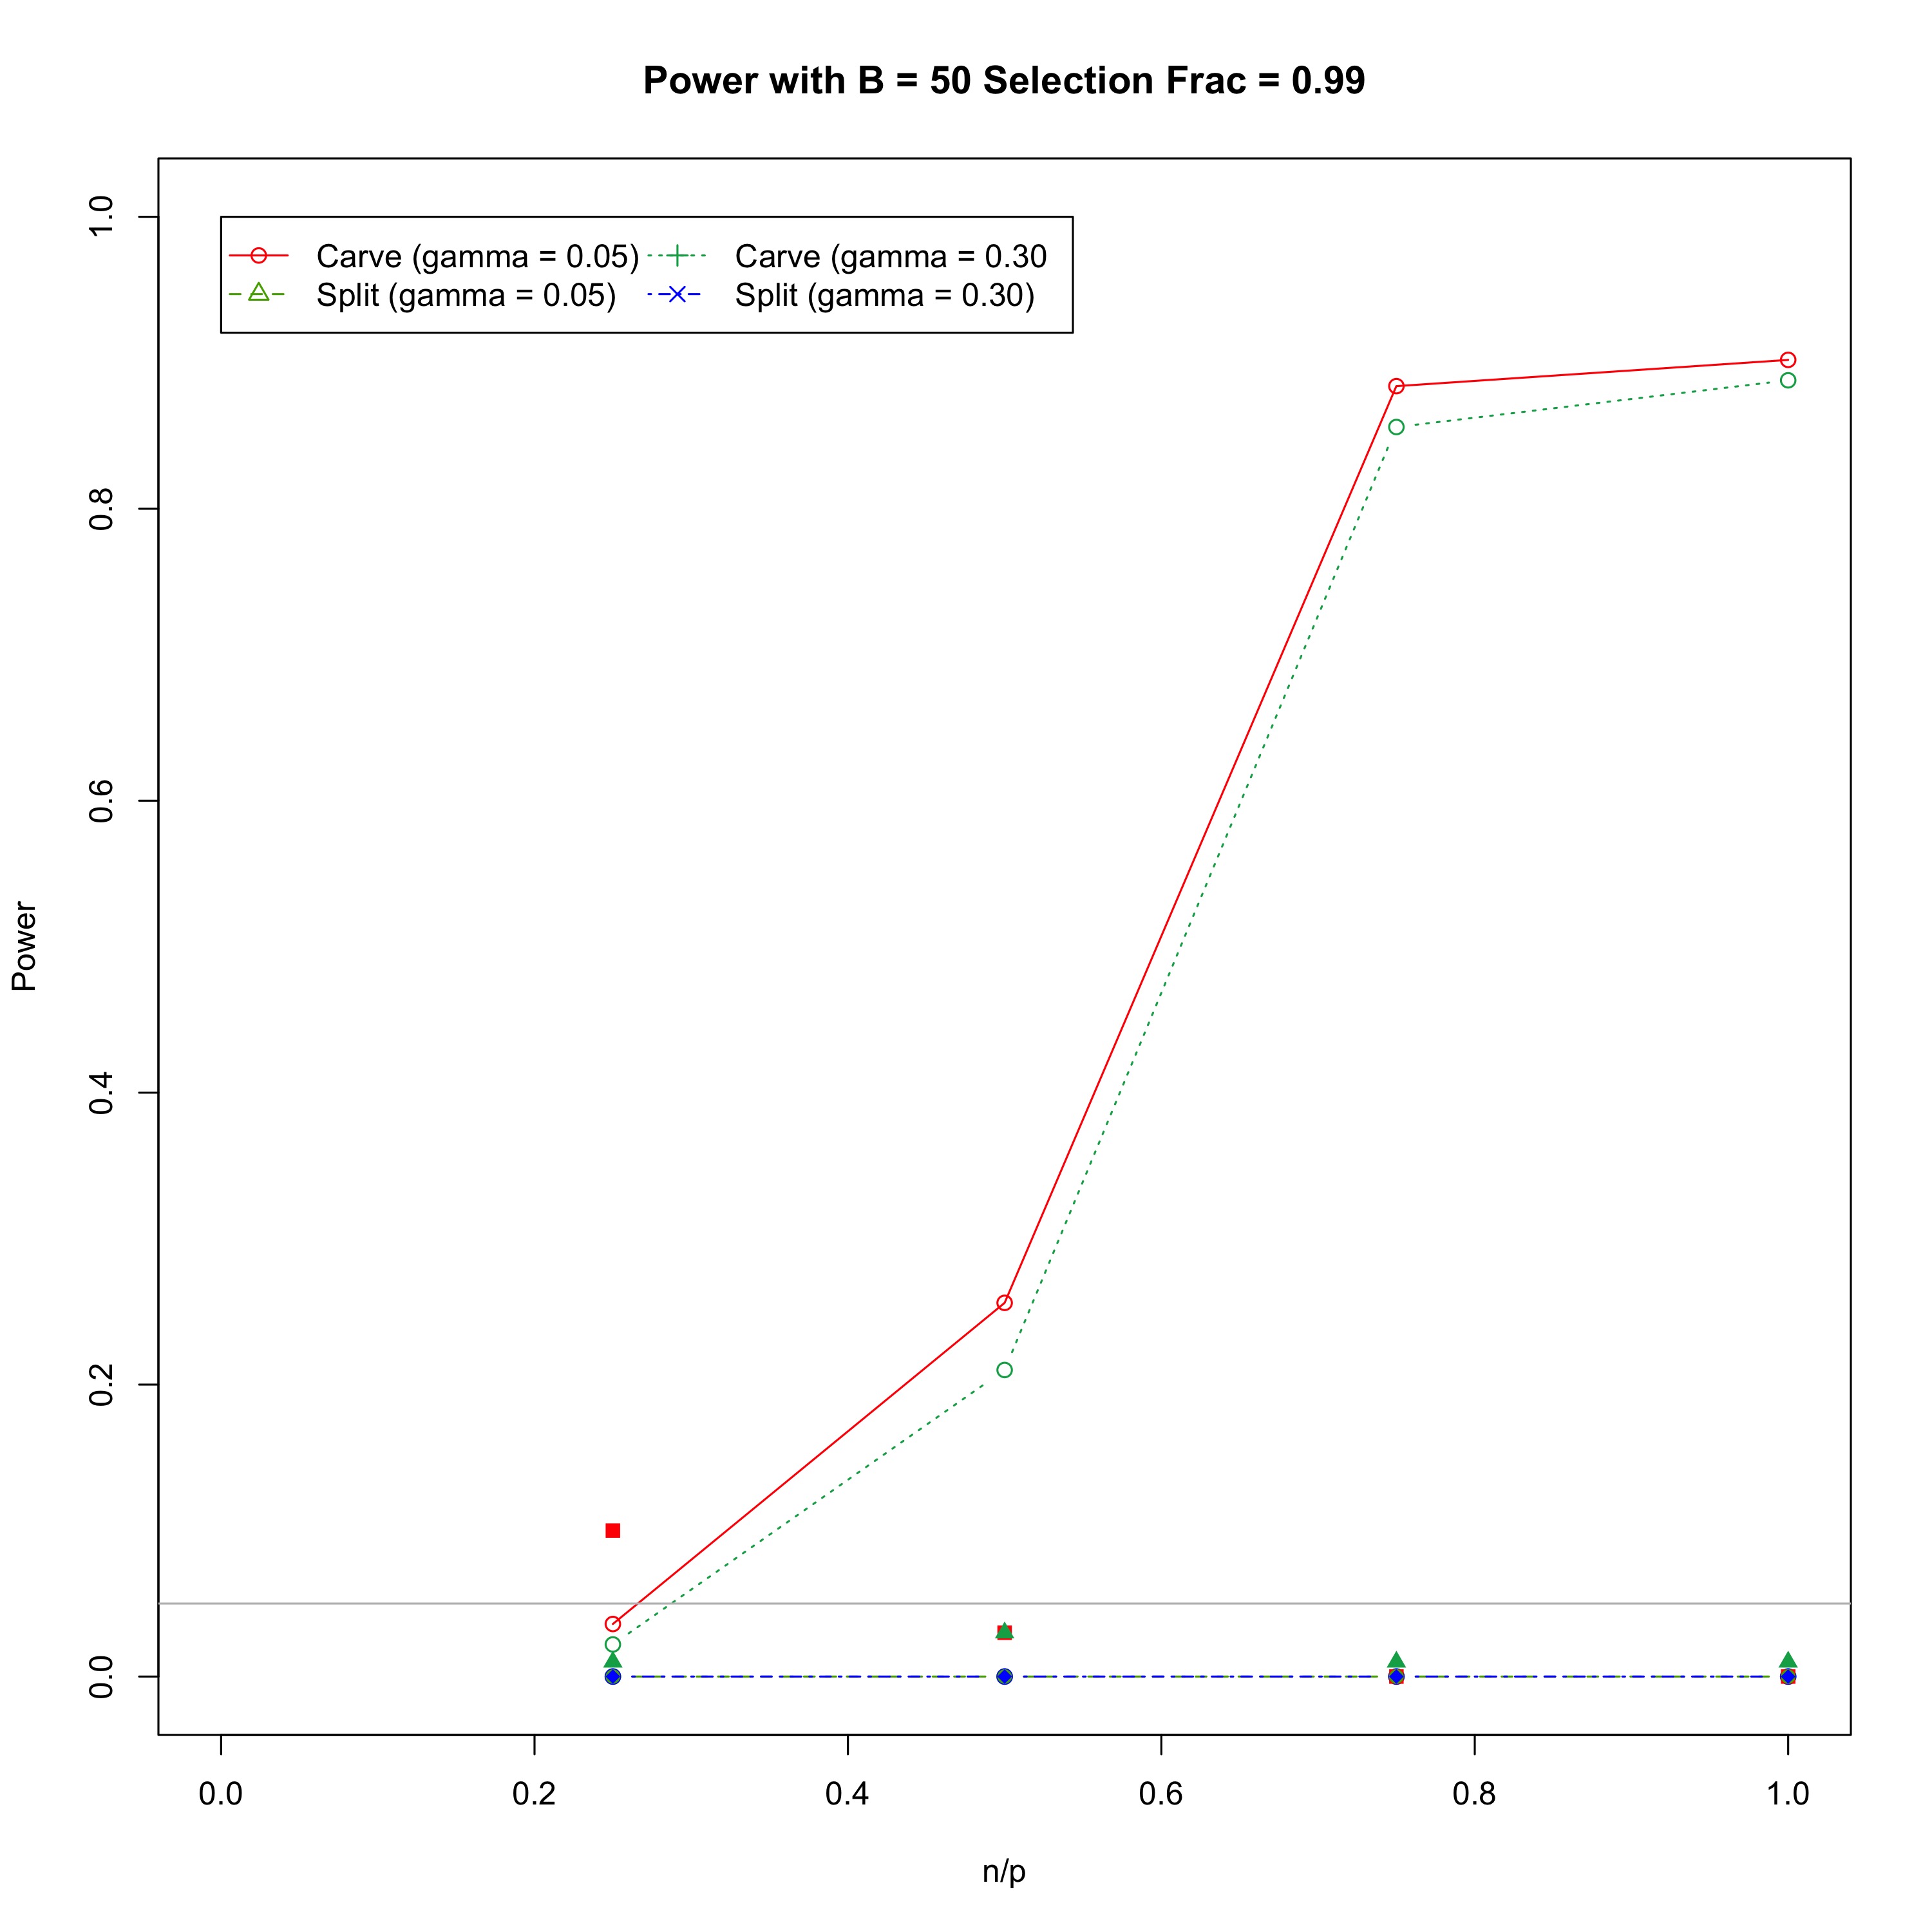 Power with B = 50 Selection Frac = 0.99
1.0
0.8
0.6
0.4
0.2
0.0
Power
Carve (gamma = 0.05) Carve (gamma = 0.30
Split (gamma = 0.05) Split (gamma = 0.30)
0.0 0.2 0.4 0.6 0.8 1.0
n/p